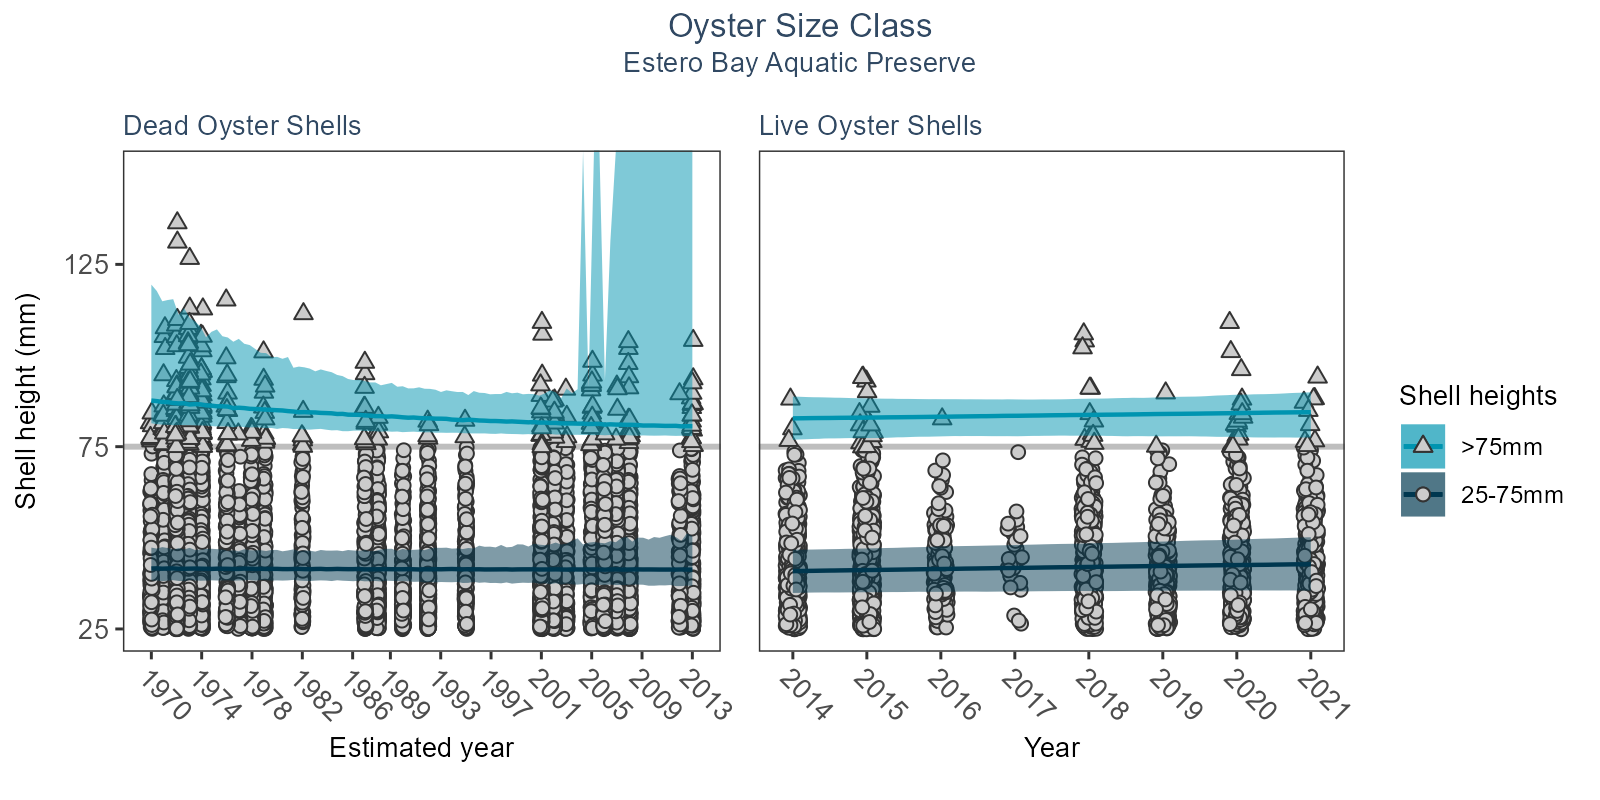 Oyster Size Class
Estero Bay Aquatic Preserve
Dead Oyster Shells
Live Oyster Shells
Shell height (mm)
125
75
25
1970
1974
1978
1982
1986
1989
1993
1997
2001
2005
2009
2013
2014
2015
2016
2017
2018
2019
2020
2021
Estimated year
Year
Shell heights
>75mm
25-75mm